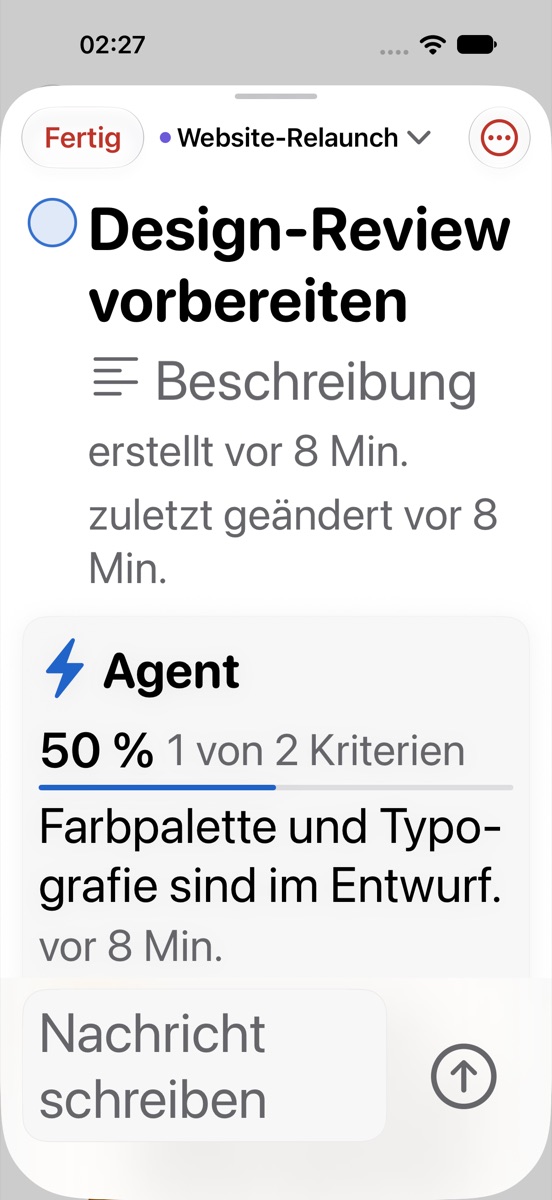 02:27
Fertig
Website-Relaunch
Design-Review
vorbereiten
Beschreibung
erstellt vor 8 Min.
zuletzt geändert vor 8
Min.
Agent
50 % 1 von 2 Kriterien
Farbpalette und Typo-
grafie sind im Entwurf.
vor 8 Min.
Nachricht
schreiben